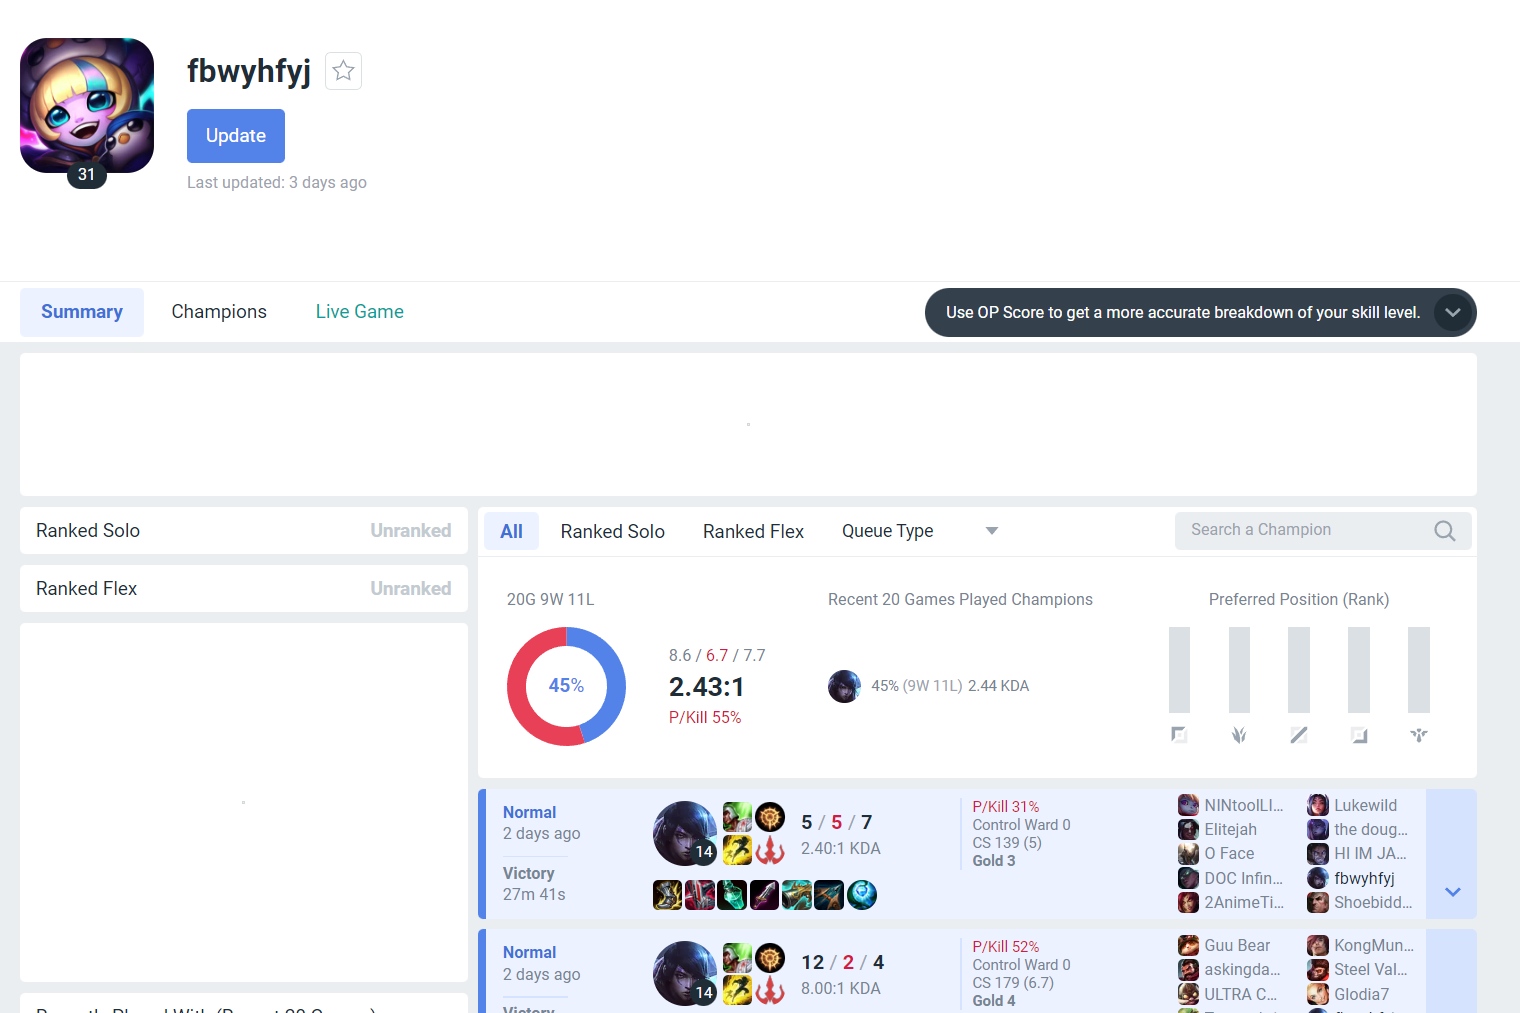 fbwyhfyj
Update
31
Last updated: 3 days ago
Summary
Champions
Live Game
Use OP Score to get a more accurate breakdown of your skill level.
Ranked Solo Unranked
Ranked Flex Unranked
All Ranked Solo Ranked Flex Queue Type
Search a Champion
20G 9W 11L
45%
8.6 / 6.7 / 7.7
2.43:1
P/Kill 55%
Recent 20 Games Played Champions
45% (9W 11L) 2.44 KDA
Preferred Position (Rank)
Normal
2 days ago
Victory
27m 41s
14
5 / 5 / 7
2.40:1 KDA
P/Kill 31%
Control Ward 0
CS 139 (5)
Gold 3
NINtoolLI...
Elitejah
O Face
DOC Infin...
2AnimeTi...
Lukewild
the doug...
HI IM JA...
fbwyhfyj
Shoebidd...
Normal
2 days ago
14
12 / 2 / 4
8.00:1 KDA
P/Kill 52%
Control Ward 0
CS 179 (6.7)
Gold 4
Guu Bear
askingda...
ULTRA C...
KongMun...
Steel Val...
Glodia7